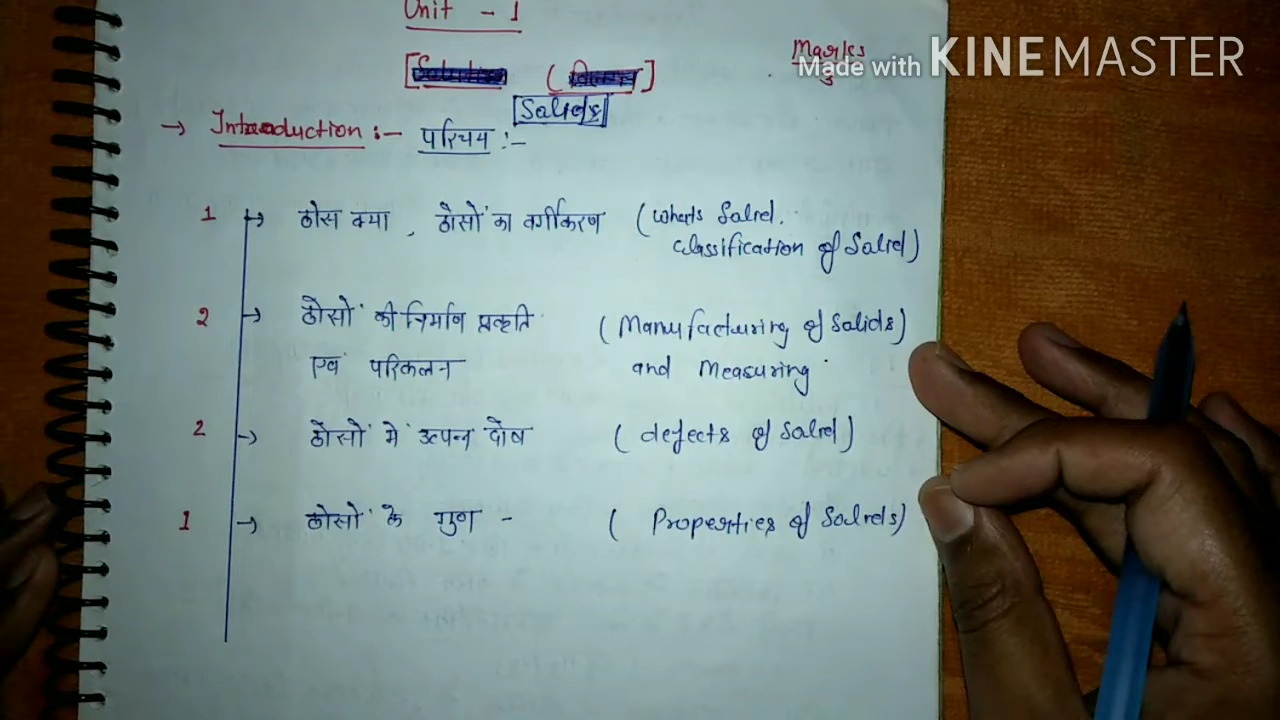 Unit - 1
Marks
3
Made with KINEMASTER
[Solids]
→ Introduction :- परिचय :-
1 → ठोस क्या , ठोसों का वर्गीकरण (whats Solid.
classification of Solid)
2 → ठोसों की निर्माण प्रकृति (Manufacturing of Solids)
एवं परिकलन and Measuring
2 → ठोसों में उत्पन्न दोष (defects of Solid)
1 → ठोसों के गुण - (Properties of Solids)